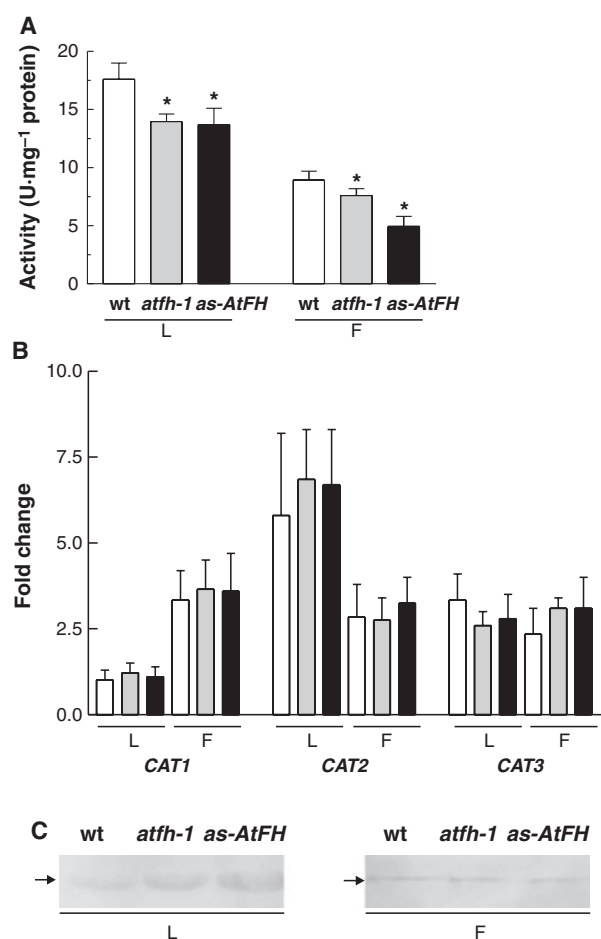 A
Activity (U·mg⁻¹ protein)
20
15
10
5
0
* *
* *
wt atfh-1 as-AtFH wt atfh-1 as-AtFH
L F
B
Fold change
10.0
7.5
5.0
2.5
0.0
L F L F L F
CAT1 CAT2 CAT3
C wt atfh-1 as-AtFH wt atfh-1 as-AtFH
L F